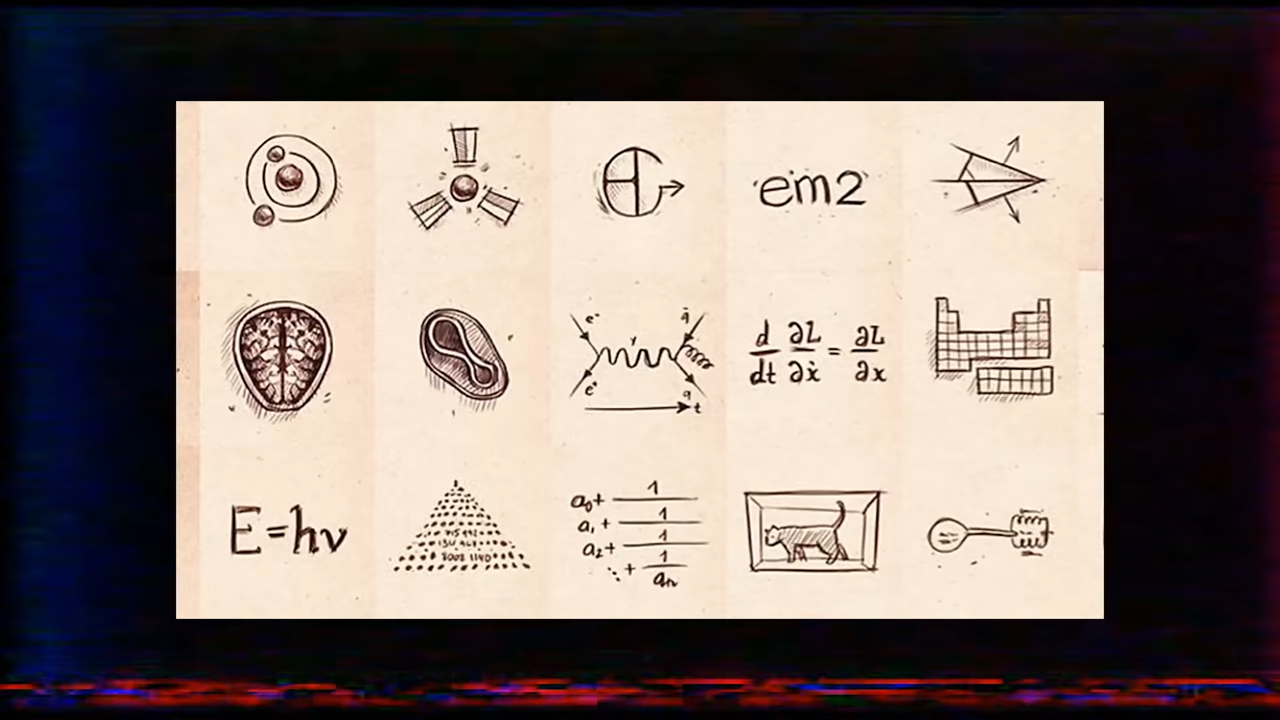 em2
e⁻ q̄
γ
e⁺ q
t
d ∂L = ∂L
dt ∂ẋ ∂x
E=hν
1
a₀+ 1
a₁ + 1
a₂+ 1
⋱ + aₙ